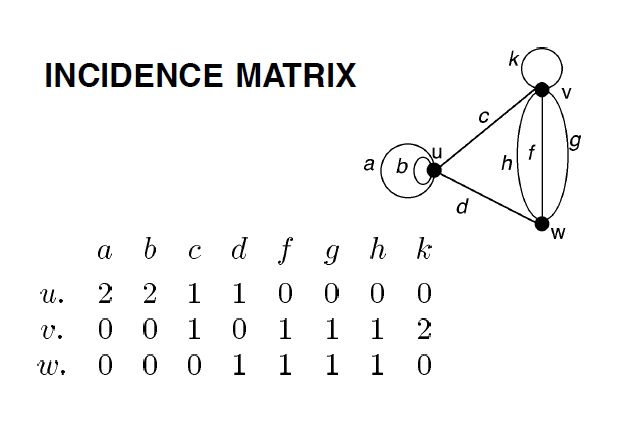 INCIDENCE MATRIX
k
v
c
g
u
f
a
b
h
d
w
a b c d f g h k
u. 2 2 1 1 0 0 0 0
v. 0 0 1 0 1 1 1 2
w. 0 0 0 1 1 1 1 0